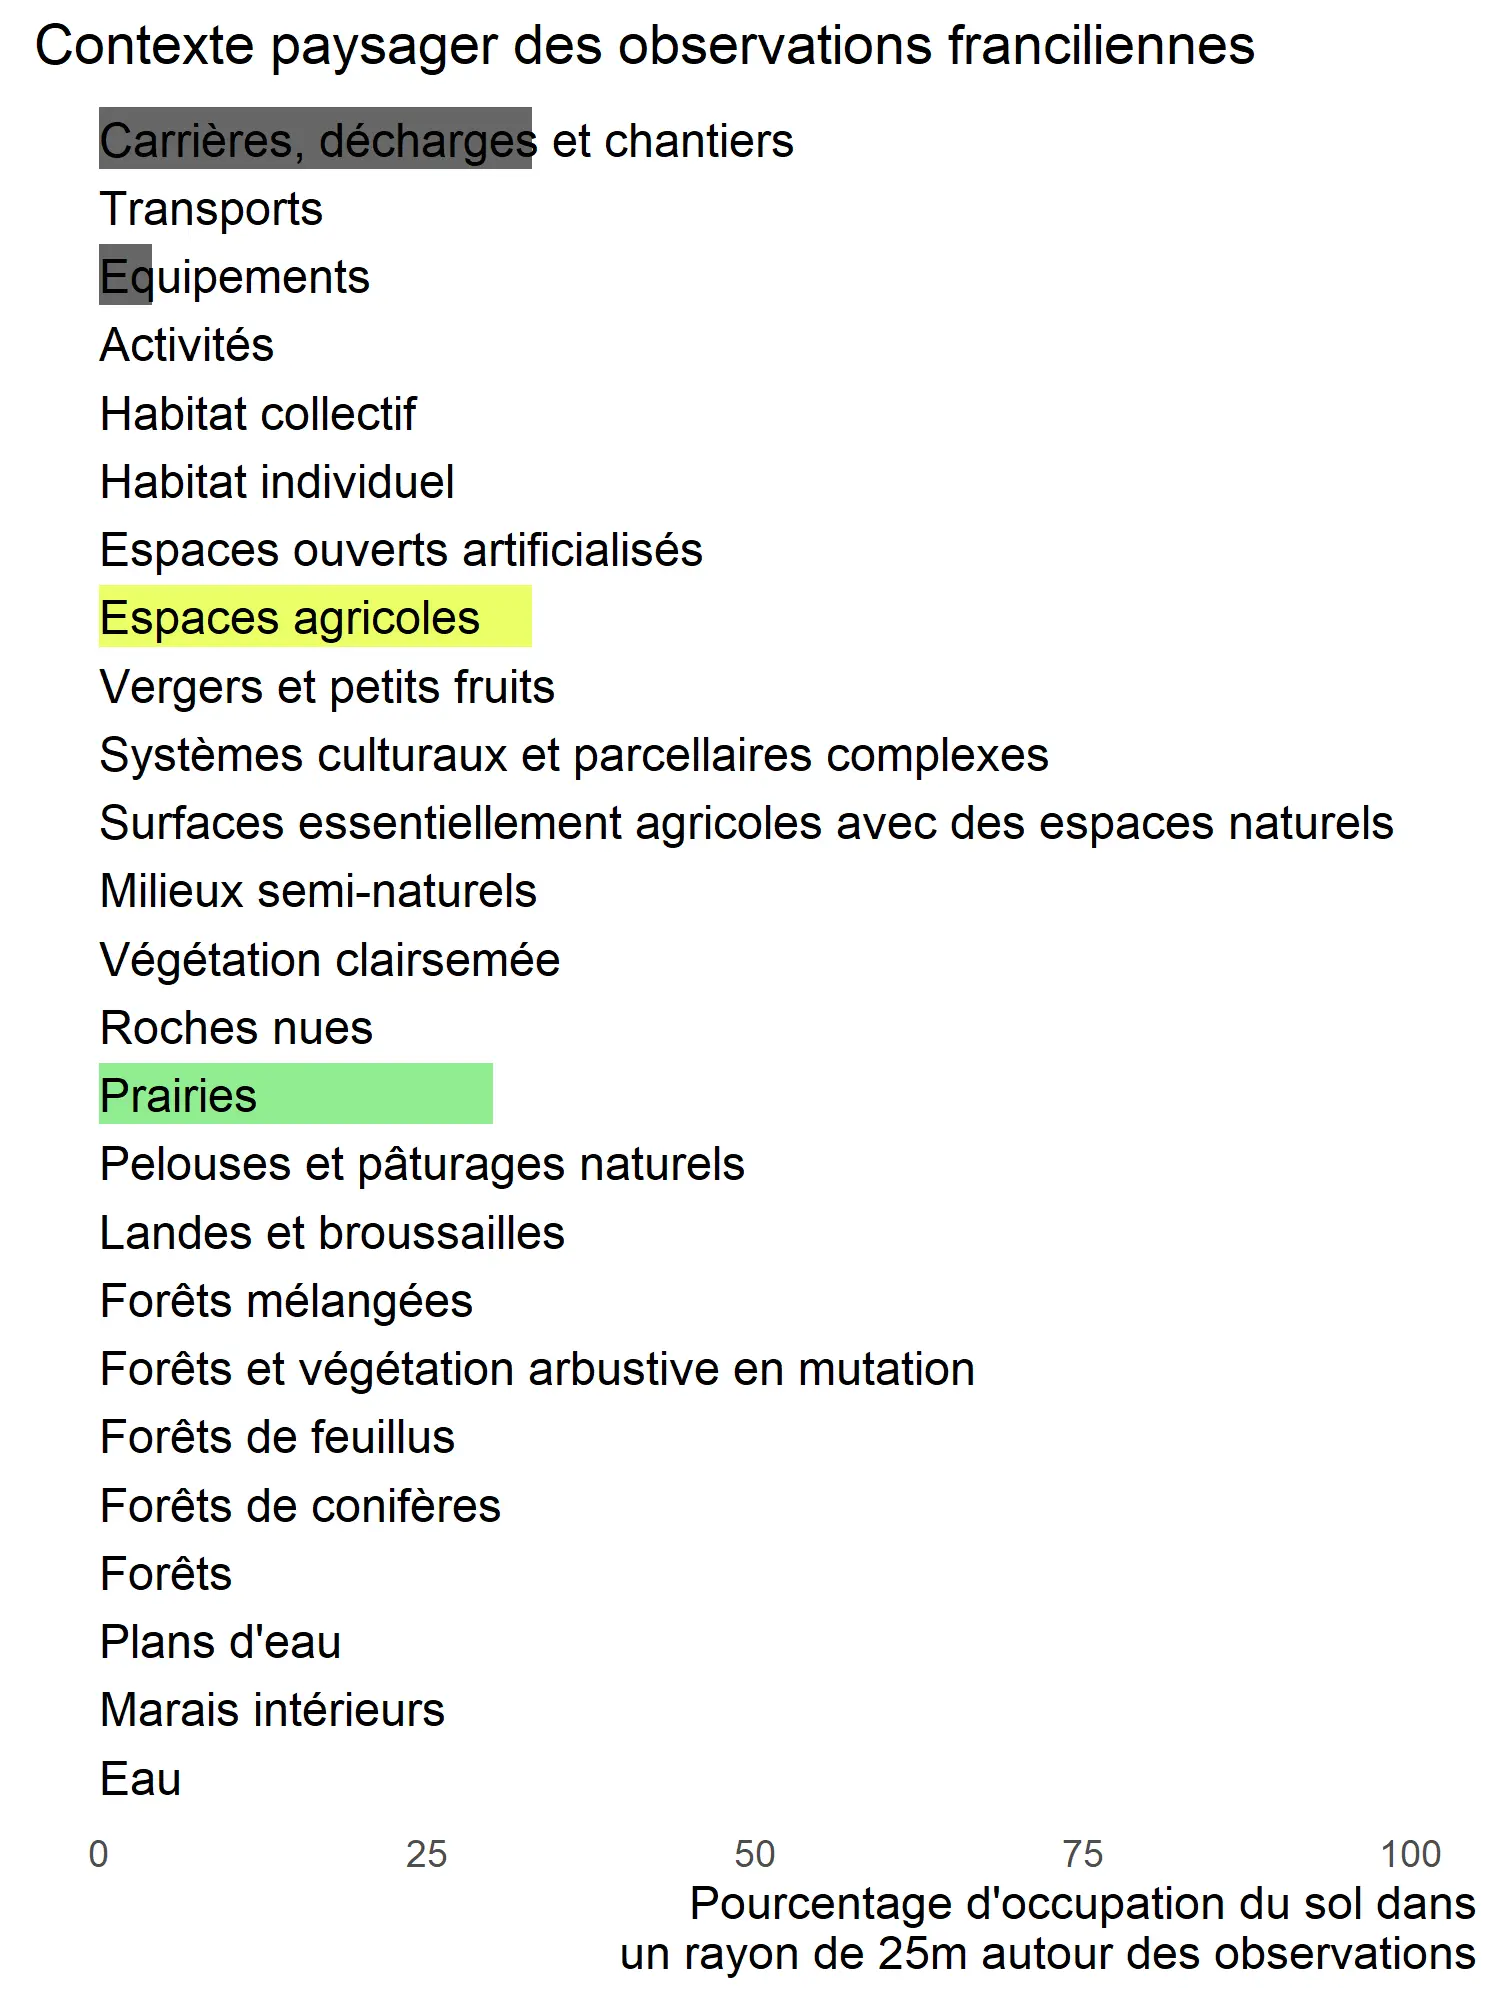 Contexte paysager des observations franciliennes
Carrières, décharges et chantiers
Transports
Equipements
Activités
Habitat collectif
Habitat individuel
Espaces ouverts artificialisés
Espaces agricoles
Vergers et petits fruits
Systèmes culturaux et parcellaires complexes
Surfaces essentiellement agricoles avec des espaces naturels
Milieux semi-naturels
Végétation clairsemée
Roches nues
Prairies
Pelouses et pâturages naturels
Landes et broussailles
Forêts mélangées
Forêts et végétation arbustive en mutation
Forêts de feuillus
Forêts de conifères
Forêts
Plans d'eau
Marais intérieurs
Eau
0 25 50 75 100
Pourcentage d'occupation du sol dans
un rayon de 25m autour des observations